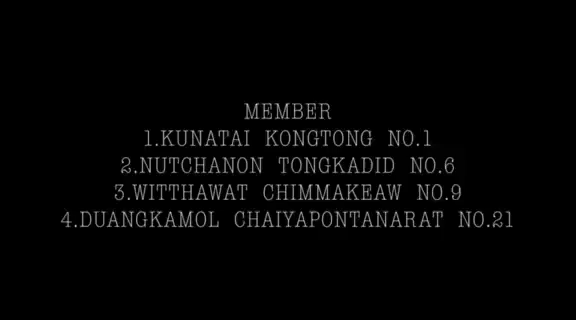 MEMBER
1.KUNATAI KONGTONG NO.1
2.NUTCHANON TONGKADID NO.6
3.WITTHAWAT CHIMMAKEAW NO.9
4.DUANGKAMOL CHAIYAPONTANARAT NO.21